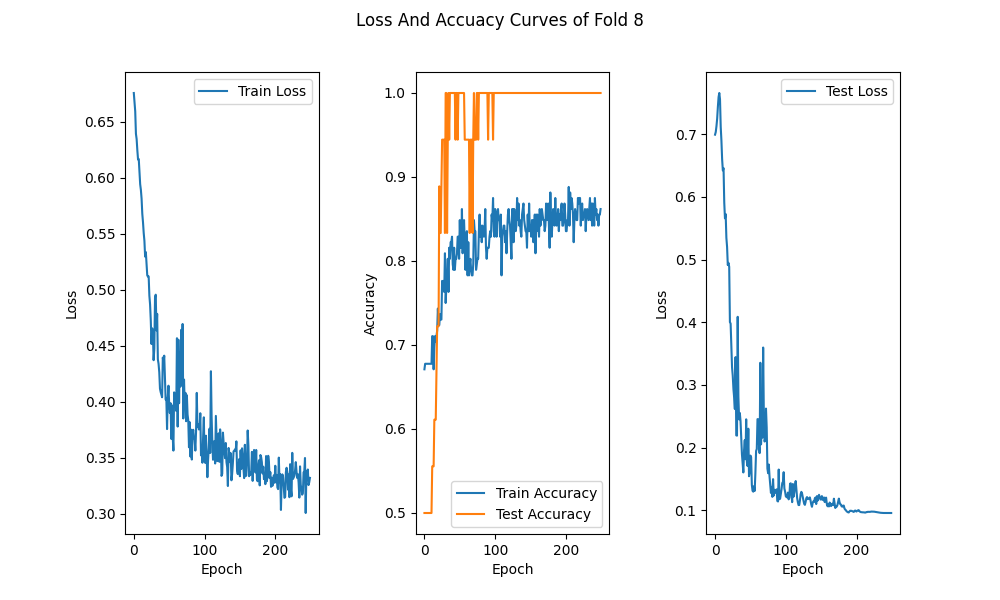 Loss And Accuacy Curves of Fold 8
Train Loss
0.65
0.60
0.55
0.50
0.45
0.40
0.35
0.30
Loss
0
100
200
Epoch
1.0
0.9
0.8
0.7
0.6
0.5
Accuracy
Train Accuracy
Test Accuracy
0
100
200
Epoch
Test Loss
0.7
0.6
0.5
0.4
0.3
0.2
0.1
Loss
0
100
200
Epoch